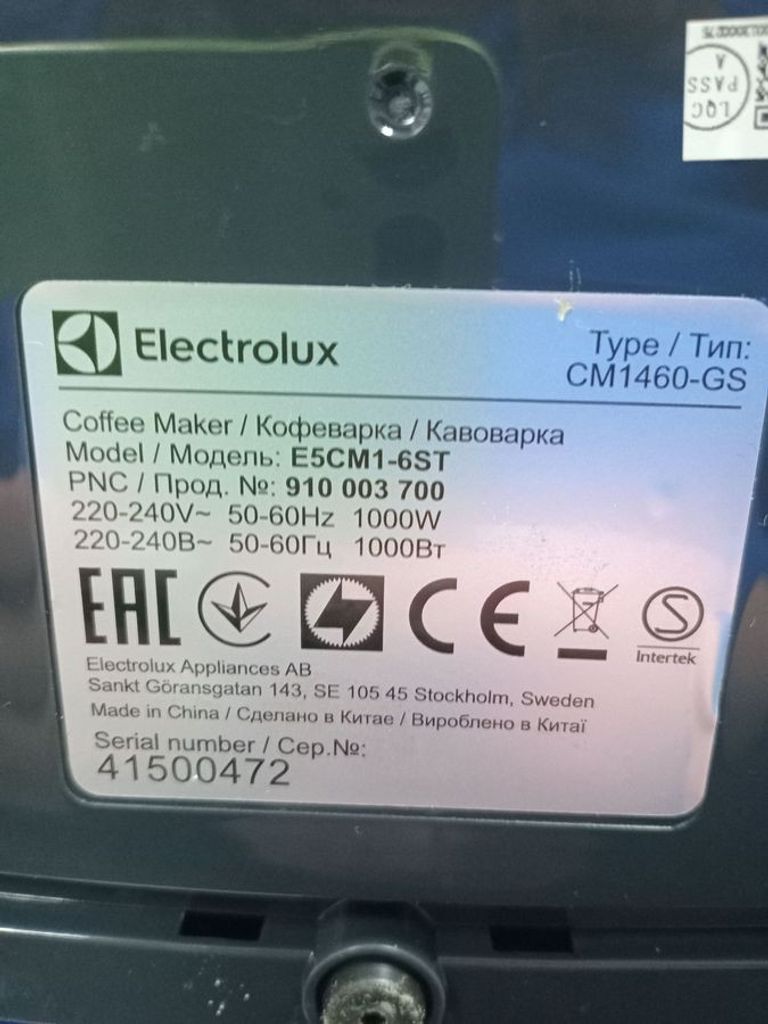 LQC
PASS
A
Electrolux
Type / Тип:
CM1460-GS
Coffee Maker / Кофеварка / Кавоварка
Model / Модель: E5CM1-6ST
PNC / Прод. №: 910 003 700
220-240V~ 50-60Hz 1000W
220-240В~ 50-60Гц 1000Вт
EAC CE S
Intertek
Electrolux Appliances AB
Sankt Göransgatan 143, SE 105 45 Stockholm, Sweden
Made in China / Сделано в Китае / Вироблено в Китаї
Serial number / Сер.№:
41500472